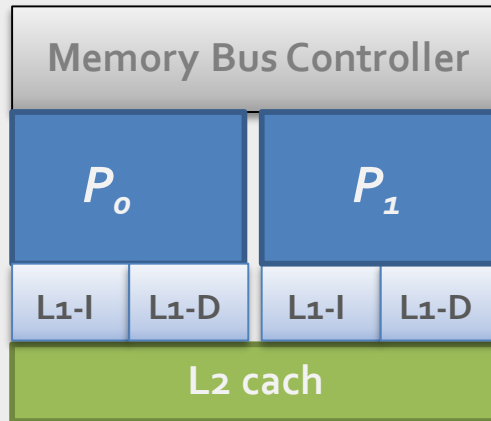 Memory Bus Controller
P₀ P₁
L1-I L1-D L1-I L1-D
L2 cach